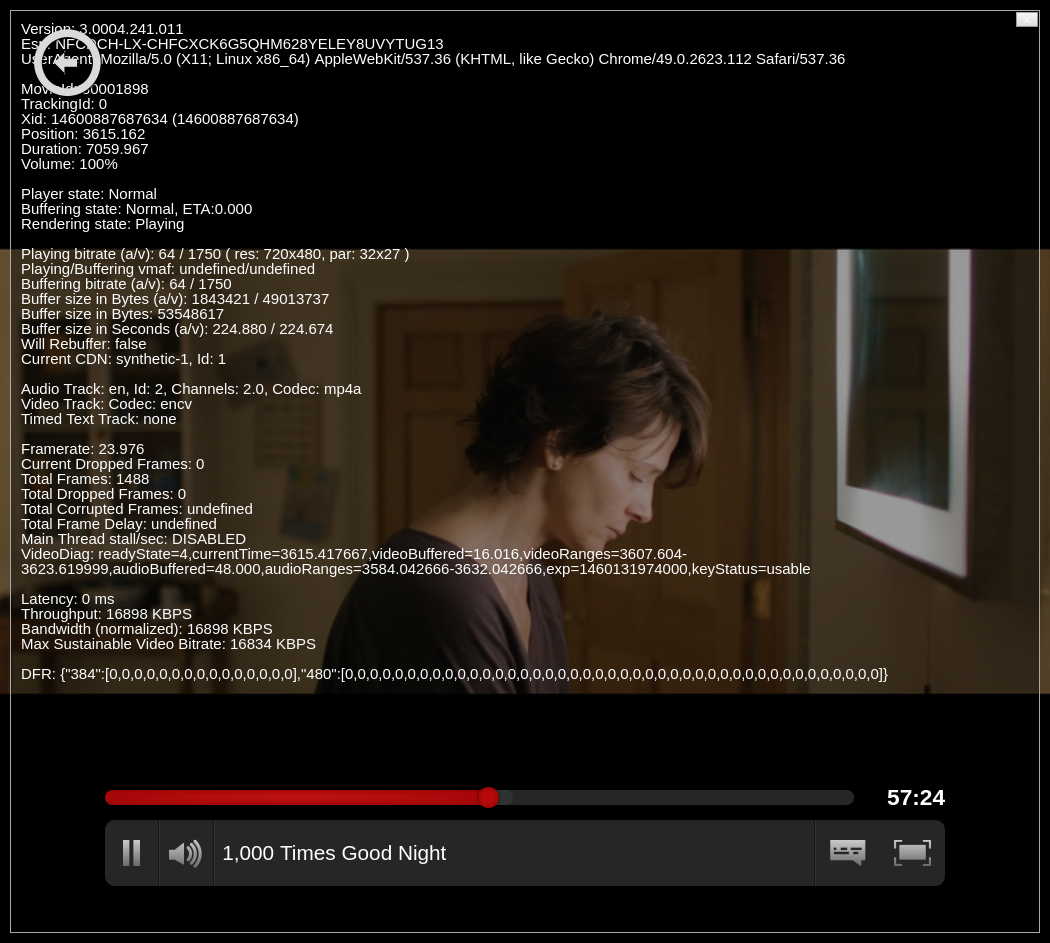 Version: 3.0004.241.011
Esn: NFCDCH-LX-CHFCXCK6G5QHM628YELEY8UVYTUG13
UserAgent: Mozilla/5.0 (X11; Linux x86_64) AppleWebKit/537.36 (KHTML, like Gecko) Chrome/49.0.2623.112 Safari/537.36
MovieId: 80001898
TrackingId: 0
Xid: 14600887687634 (14600887687634)
Position: 3615.162
Duration: 7059.967
Volume: 100%
Player state: Normal
Buffering state: Normal, ETA:0.000
Rendering state: Playing
Playing bitrate (a/v): 64 / 1750 ( res: 720x480, par: 32x27 )
Playing/Buffering vmaf: undefined/undefined
Buffering bitrate (a/v): 64 / 1750
Buffer size in Bytes (a/v): 1843421 / 49013737
Buffer size in Bytes: 53548617
Buffer size in Seconds (a/v): 224.880 / 224.674
Will Rebuffer: false
Current CDN: synthetic-1, Id: 1
Audio Track: en, Id: 2, Channels: 2.0, Codec: mp4a
Video Track: Codec: encv
Timed Text Track: none
Framerate: 23.976
Current Dropped Frames: 0
Total Frames: 1488
Total Dropped Frames: 0
Total Corrupted Frames: undefined
Total Frame Delay: undefined
Main Thread stall/sec: DISABLED
VideoDiag: readyState=4,currentTime=3615.417667,videoBuffered=16.016,videoRanges=3607.604-
3623.619999,audioBuffered=48.000,audioRanges=3584.042666-3632.042666,exp=1460131974000,keyStatus=usable
Latency: 0 ms
Throughput: 16898 KBPS
Bandwidth (normalized): 16898 KBPS
Max Sustainable Video Bitrate: 16834 KBPS
DFR: {"384":[0,0,0,0,0,0,0,0,0,0,0,0,0,0,0],"480":[0,0,0,0,0,0,0,0,0,0,0,0,0,0,0,0,0,0,0,0,0,0,0,0,0,0,0,0,0,0,0,0,0,0,0,0,0,0,0,0,0,0,0]}
57:24
1,000 Times Good Night